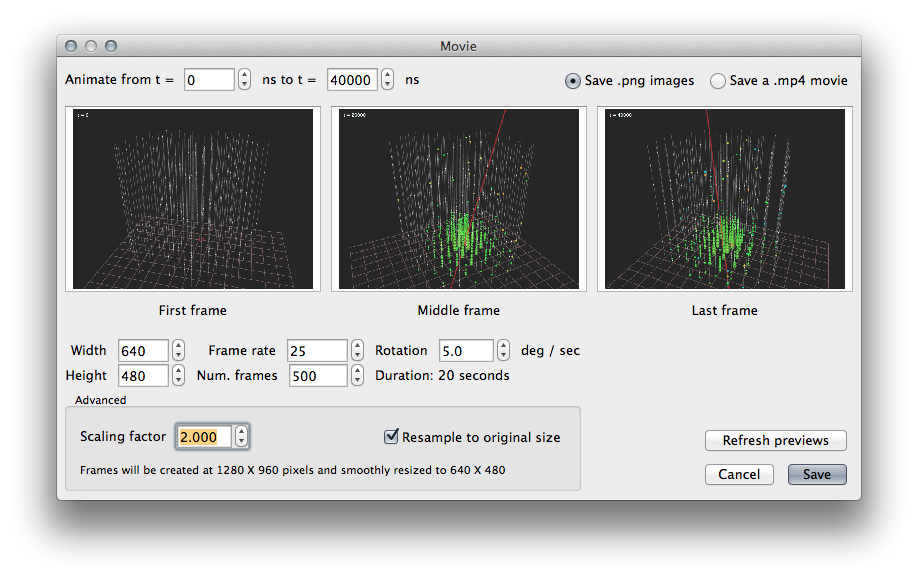 Movie
Animate from t = 0 ns to t = 40000 ns Save .png images Save a .mp4 movie
t = 0 t = 20000 t = 40000
First frame Middle frame Last frame
Width 640 Frame rate 25 Rotation 5.0 deg / sec
Height 480 Num. frames 500 Duration: 20 seconds
Advanced
Scaling factor 2.000 Resample to original size
Refresh previews
Frames will be created at 1280 X 960 pixels and smoothly resized to 640 X 480
Cancel Save